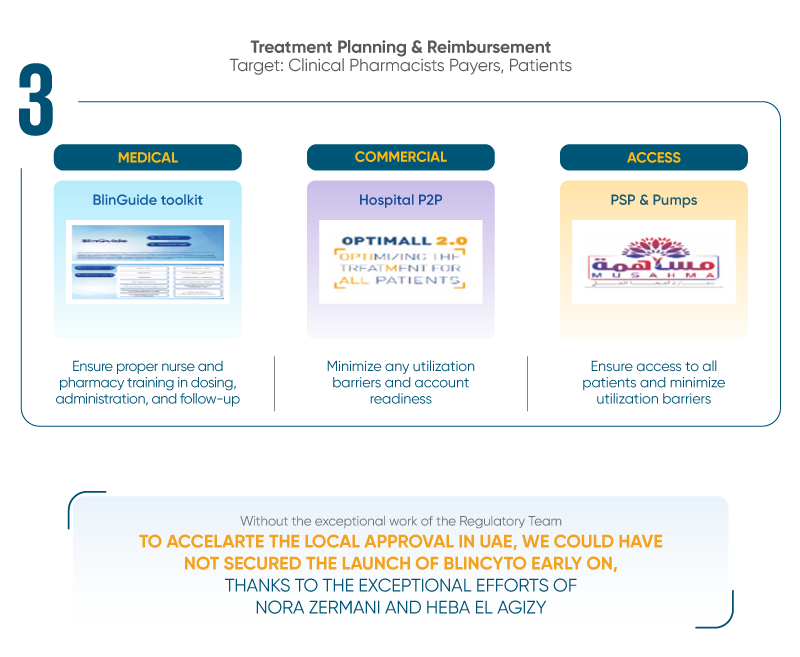 Treatment Planning & Reimbursement
Target: Clinical Pharmacists Payers, Patients
3
MEDICAL
BlinGuide toolkit
BlinGuide
Ensure proper nurse and
pharmacy training in dosing,
administration, and follow-up
COMMERCIAL
Hospital P2P
OPTIMALL 2.0
OPTIMIZING THE
TREATMENT FOR
ALL PATIENTS
Minimize any utilization
barriers and account
readiness
ACCESS
PSP & Pumps
مساهمة
MUSAHMA
Ensure access to all
patients and minimize
utilization barriers
Without the exceptional work of the Regulatory Team
TO ACCELARTE THE LOCAL APPROVAL IN UAE, WE COULD HAVE
NOT SECURED THE LAUNCH OF BLINCYTO EARLY ON,
THANKS TO THE EXCEPTIONAL EFFORTS OF
NORA ZERMANI AND HEBA EL AGIZY